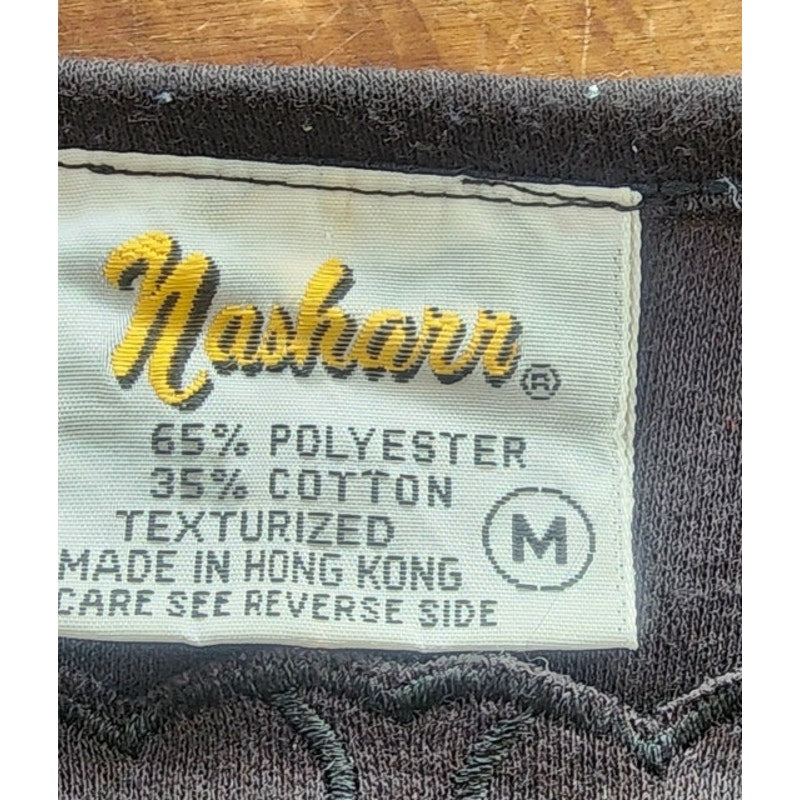 Nasharr®
65% POLYESTER
35% COTTON
TEXTURIZED
M
MADE IN HONG KONG
CARE SEE REVERSE SIDE